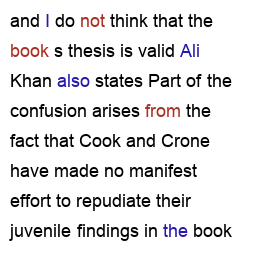 and I do not think that the
book s thesis is valid Ali
Khan also states Part of the
confusion arises from the
fact that Cook and Crone
have made no manifest
effort to repudiate their
juvenile findings in the book